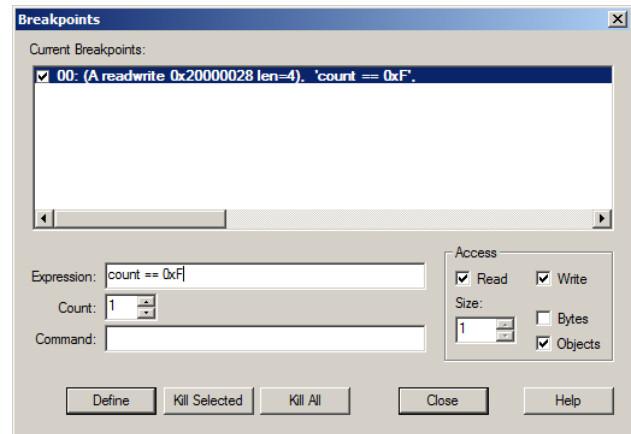 Breakpoints
Current Breakpoints:
00: (A readwrite 0x20000028 len=4), 'count == 0xF',
Expression: count == 0xF
Count: 1
Command:
Access
Read Write
Size:
1
Bytes
Objects
Define Kill Selected Kill All Close Help